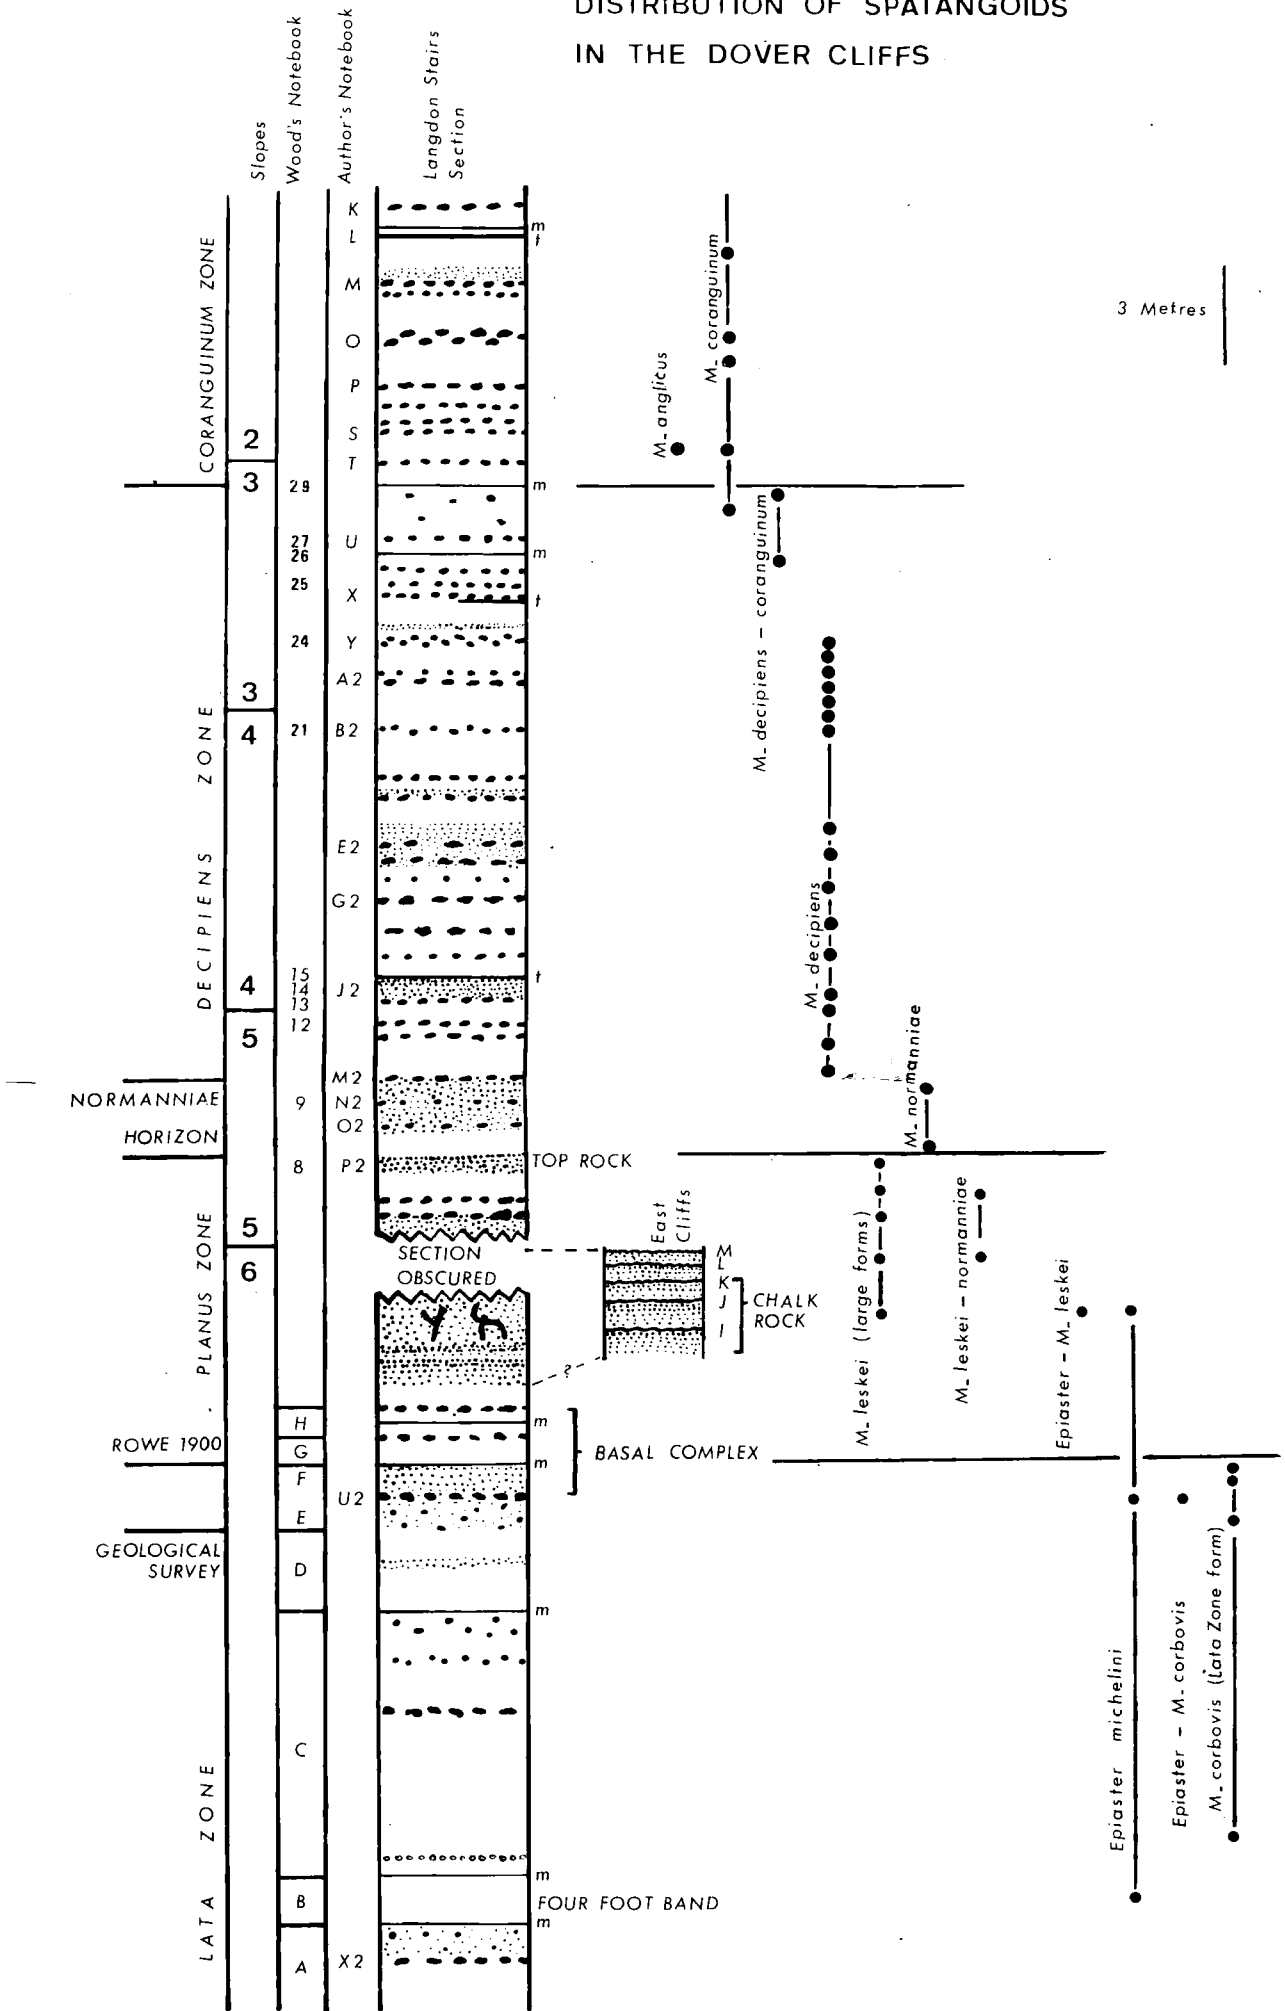 DISTRIBUTION OF SPATANGOIDS
IN THE DOVER CLIFFS
Slopes
Wood's Notebook
Author's Notebook
Langdon Stairs
Section
3 Metres
CORANGUINUM ZONE
DECIPIENS ZONE
NORMANNIAE
HORIZON
PLANUS ZONE
ROWE 1900
GEOLOGICAL
SURVEY
LATA ZONE
2
3
3
4
4
5
5
6
29
27
26
25
24
21
15
14
13
12
9
8
H
G
F
E
D
C
B
A
K
L
M
O
P
S
T
U
X
Y
A2
B2
E2
G2
J2
M2
N2
O2
P2
U2
X2
m
t
m
m
t
t
TOP ROCK
SECTION
OBSCURED
East
Cliffs
M
L
K
J
I
CHALK
ROCK
?
m
m
BASAL COMPLEX
m
m
FOUR FOOT BAND
m
M. anglicus
M. coranguinum
M. decipiens – coranguinum
M. decipiens
M. normanniae
M. leskei (large forms)
M. leskei – normanniae
Epiaster – M. leskei
Epiaster michelini
Epiaster – M. corbovis
M. corbovis (Lata Zone form)